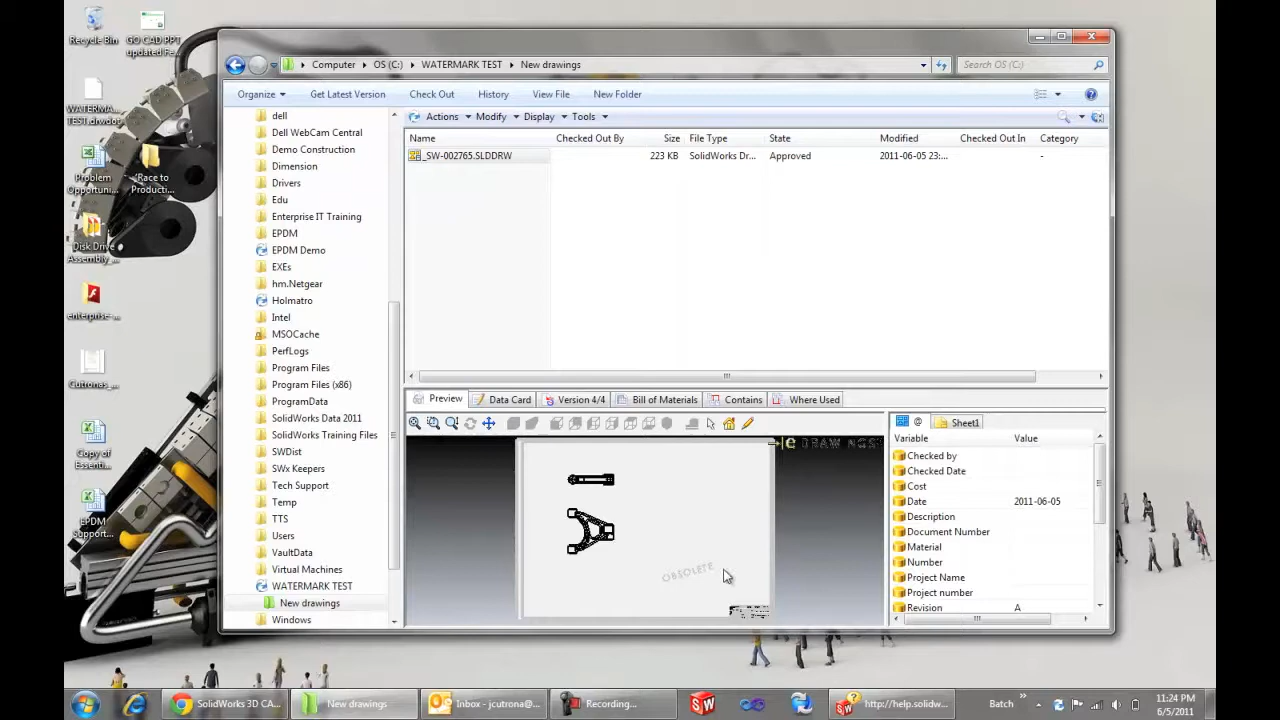 Recycle Bin
GO CAD PPT
updated Fe...
WATERMA...
TEST.drwdot
Problem
Opportuni...
'Race to
Producti...
Disk Drive
Assembly_...
enterprise-...
Cutronas_...
Copy of
Essenti...
EPDM
Support...
Computer OS (C:) WATERMARK TEST New drawings
Search OS (C:)
Organize Get Latest Version Check Out History View File New Folder
Actions Modify Display Tools
dell
Dell WebCam Central
Demo Construction
Dimension
Drivers
Edu
Enterprise IT Training
EPDM
EPDM Demo
EXEs
hm.Netgear
Holmatro
Intel
MSOCache
PerfLogs
Program Files
Program Files (x86)
ProgramData
SolidWorks Data 2011
SolidWorks Training Files
SWDist
SWx Keepers
Tech Support
Temp
TTS
Users
VaultData
Virtual Machines
WATERMARK TEST
New drawings
Windows
Name Checked Out By Size File Type State Modified Checked Out In Category
_SW-002765.SLDDRW 223 KB SolidWorks Dr... Approved 2011-06-05 23:... -
Preview Data Card Version 4/4 Bill of Materials Contains Where Used
OBSOLETE
e DRAWINGS
@ Sheet1
Variable Value
Checked by
Checked Date
Cost
Date 2011-06-05
Description
Document Number
Material
Number
Project Name
Project number
Revision A
SolidWorks 3D CA...
New drawings
Inbox - jcutrona@...
Recording...
http://help.solidw...
Batch
11:24 PM
6/5/2011